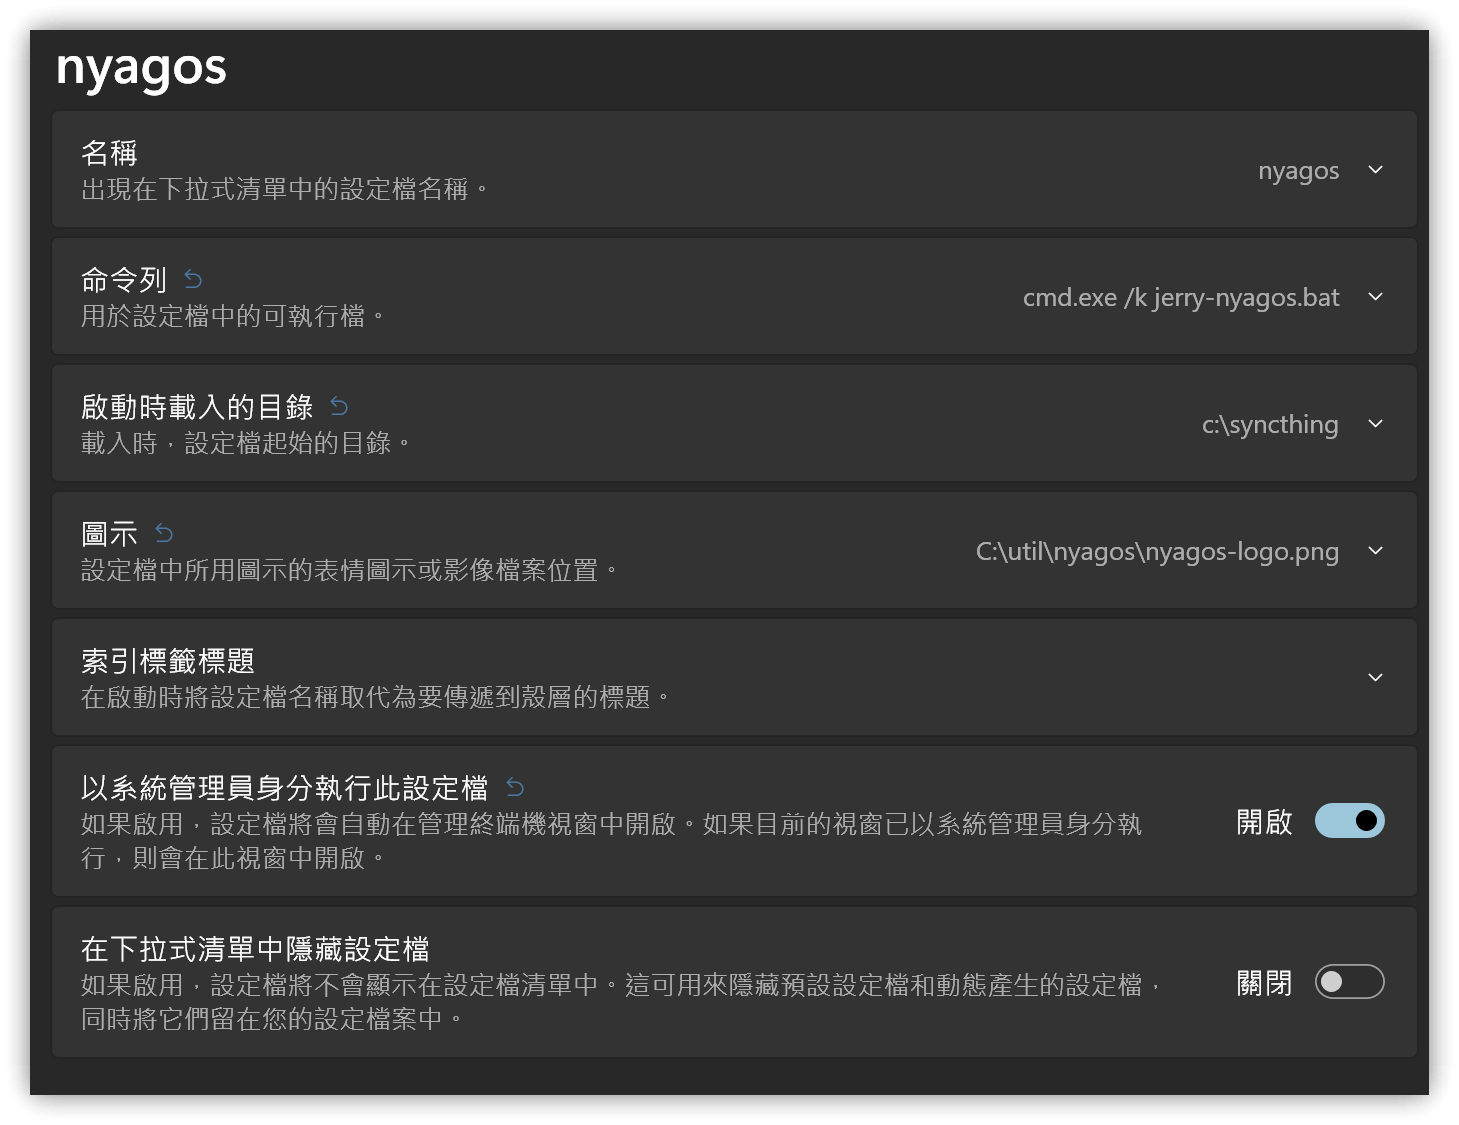 nyagos
名稱
出現在下拉式清單中的設定檔名稱。
nyagos
命令列
用於設定檔中的可執行檔。
cmd.exe /k jerry-nyagos.bat
啟動時載入的目錄
載入時，設定檔起始的目錄。
c:\syncthing
圖示
設定檔中所用圖示的表情圖示或影像檔案位置。
C:\util\nyagos\nyagos-logo.png
索引標籤標題
在啟動時將設定檔名稱取代為要傳遞到殼層的標題。
以系統管理員身分執行此設定檔
如果啟用，設定檔將會自動在管理終端機視窗中開啟。如果目前的視窗已以系統管理員身分執
行，則會在此視窗中開啟。
開啟
在下拉式清單中隱藏設定檔
如果啟用，設定檔將不會顯示在設定檔清單中。這可用來隱藏預設設定檔和動態產生的設定檔，
同時將它們留在您的設定檔案中。
關閉